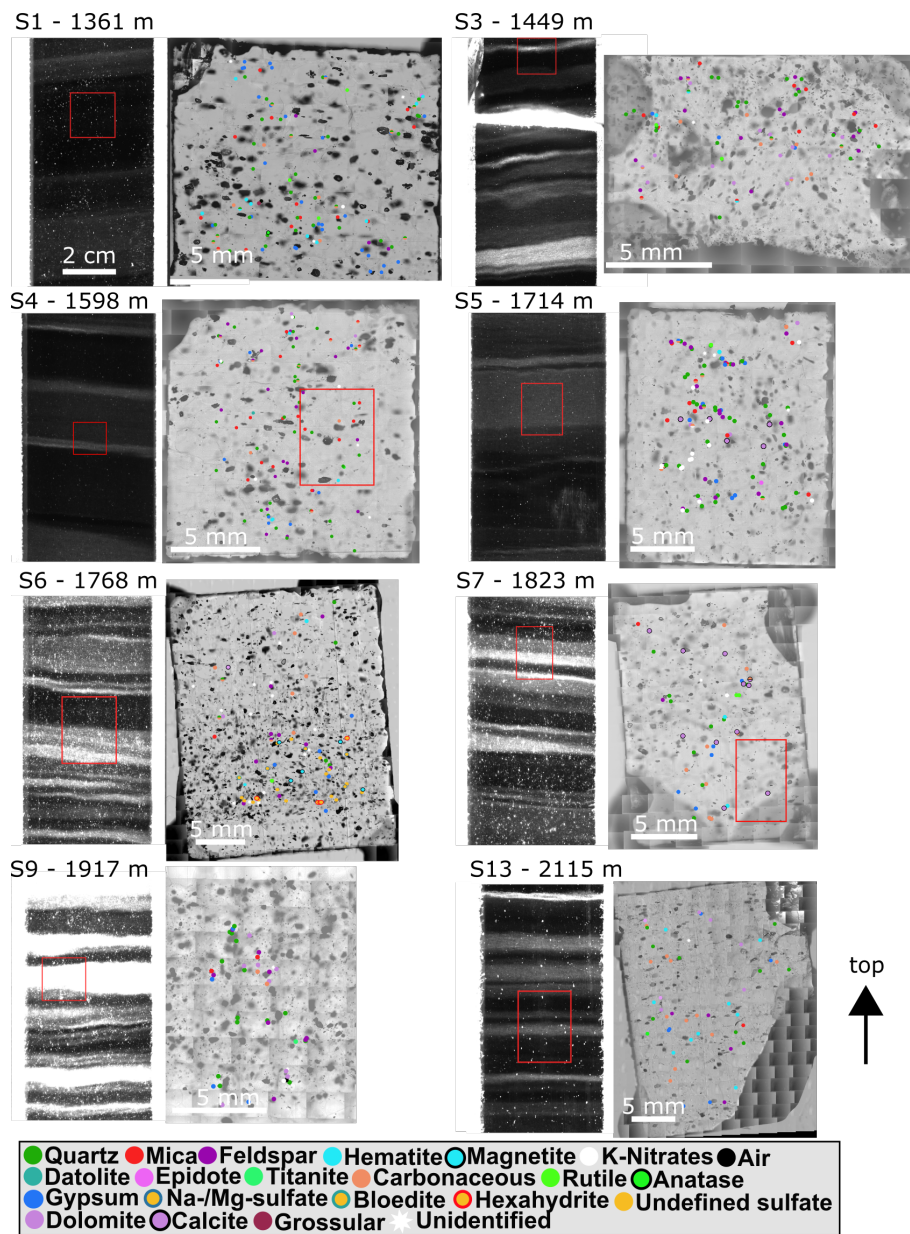 S1 - 1361 m
S3 - 1449 m
2 cm
5 mm
5 mm
S4 - 1598 m
S5 - 1714 m
5 mm
5 mm
S6 - 1768 m
S7 - 1823 m
5 mm
5 mm
S9 - 1917 m
S13 - 2115 m
top
5 mm
5 mm
Quartz Mica Feldspar Hematite Magnetite K-Nitrates Air
Datolite Epidote Titanite Carbonaceous Rutile Anatase
Gypsum Na-/Mg-sulfate Bloedite Hexahydrite Undefined sulfate
Dolomite Calcite Grossular Unidentified